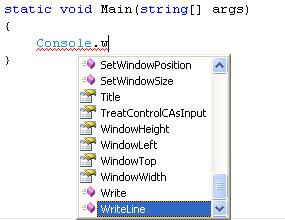 static void Main(string[] args)
{
Console.w
}
SetWindowPosition
SetWindowSize
Title
TreatControlCAsInput
WindowHeight
WindowLeft
WindowTop
WindowWidth
Write
WriteLine